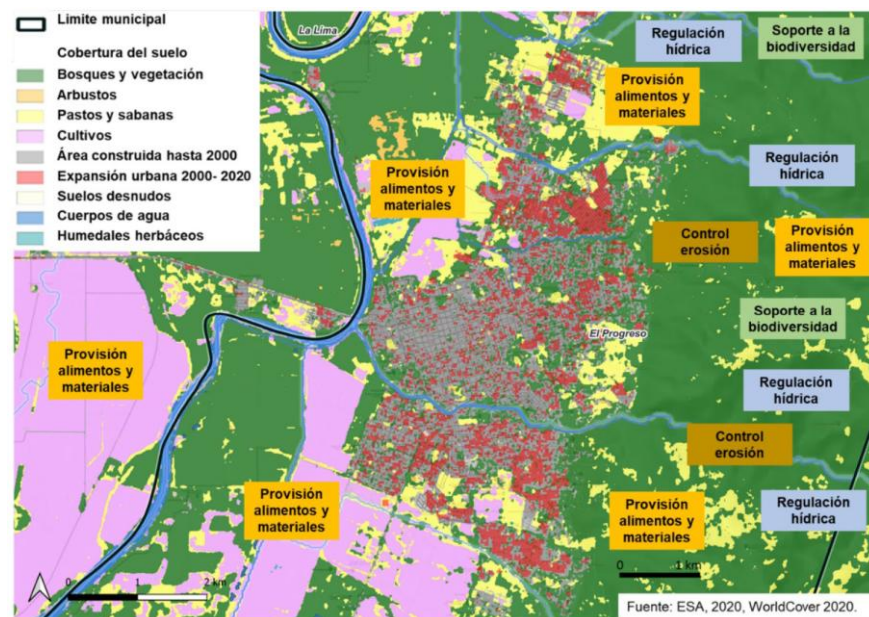 Limite municipal
Cobertura del suelo
Bosques y vegetación
Arbustos
Pastos y sabanas
Cultivos
Área construida hasta 2000
Expansión urbana 2000- 2020
Suelos desnudos
Cuerpos de agua
Humedales herbáceos
La Lima
Regulación
hídrica
Soporte a la
biodiversidad
Provisión
alimentos y
materiales
Provisión
alimentos y
materiales
Regulación
hídrica
Control
erosión
Provisión
alimentos y
materiales
Soporte a la
biodiversidad
El Progreso
Provisión
alimentos y
materiales
Regulación
hídrica
Control
erosión
Provisión
alimentos y
materiales
Provisión
alimentos y
materiales
Regulación
hídrica
0 1 2 km
0 1 km
Fuente: ESA, 2020, WorldCover 2020.